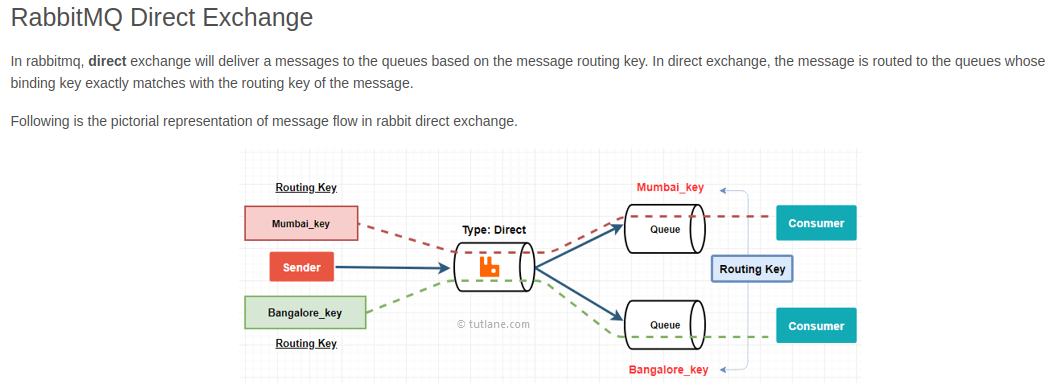 RabbitMQ Direct Exchange
In rabbitmq, direct exchange will deliver a messages to the queues based on the message routing key. In direct exchange, the message is routed to the queues whose
binding key exactly matches with the routing key of the message.
Following is the pictorial representation of message flow in rabbit direct exchange.
Routing Key
Mumbai_key
Mumbai_key
Type: Direct
Queue
Consumer
Sender
Routing Key
Bangalore_key
© tutlane.com
Queue
Consumer
Routing Key
Bangalore_key